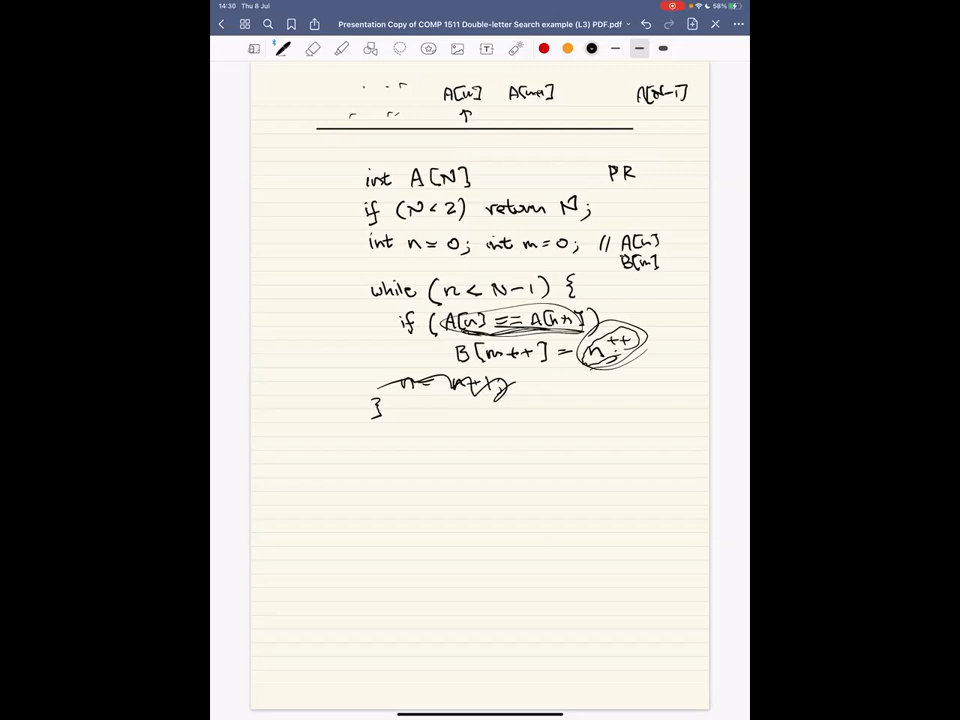 14:30 Thu 8 Jul 58%
Presentation Copy of COMP 1511 Double-letter Search example (L3) PDF.pdf
A[n] A[n+1] A[N-1]
int A[N] PR
if (N < 2) return N;
int n = 0; int m = 0; // A[n]
B[m]
while (n < N-1) {
if (A[n] == A[n+1])
B[m++] = n++;
n = n+1;
}